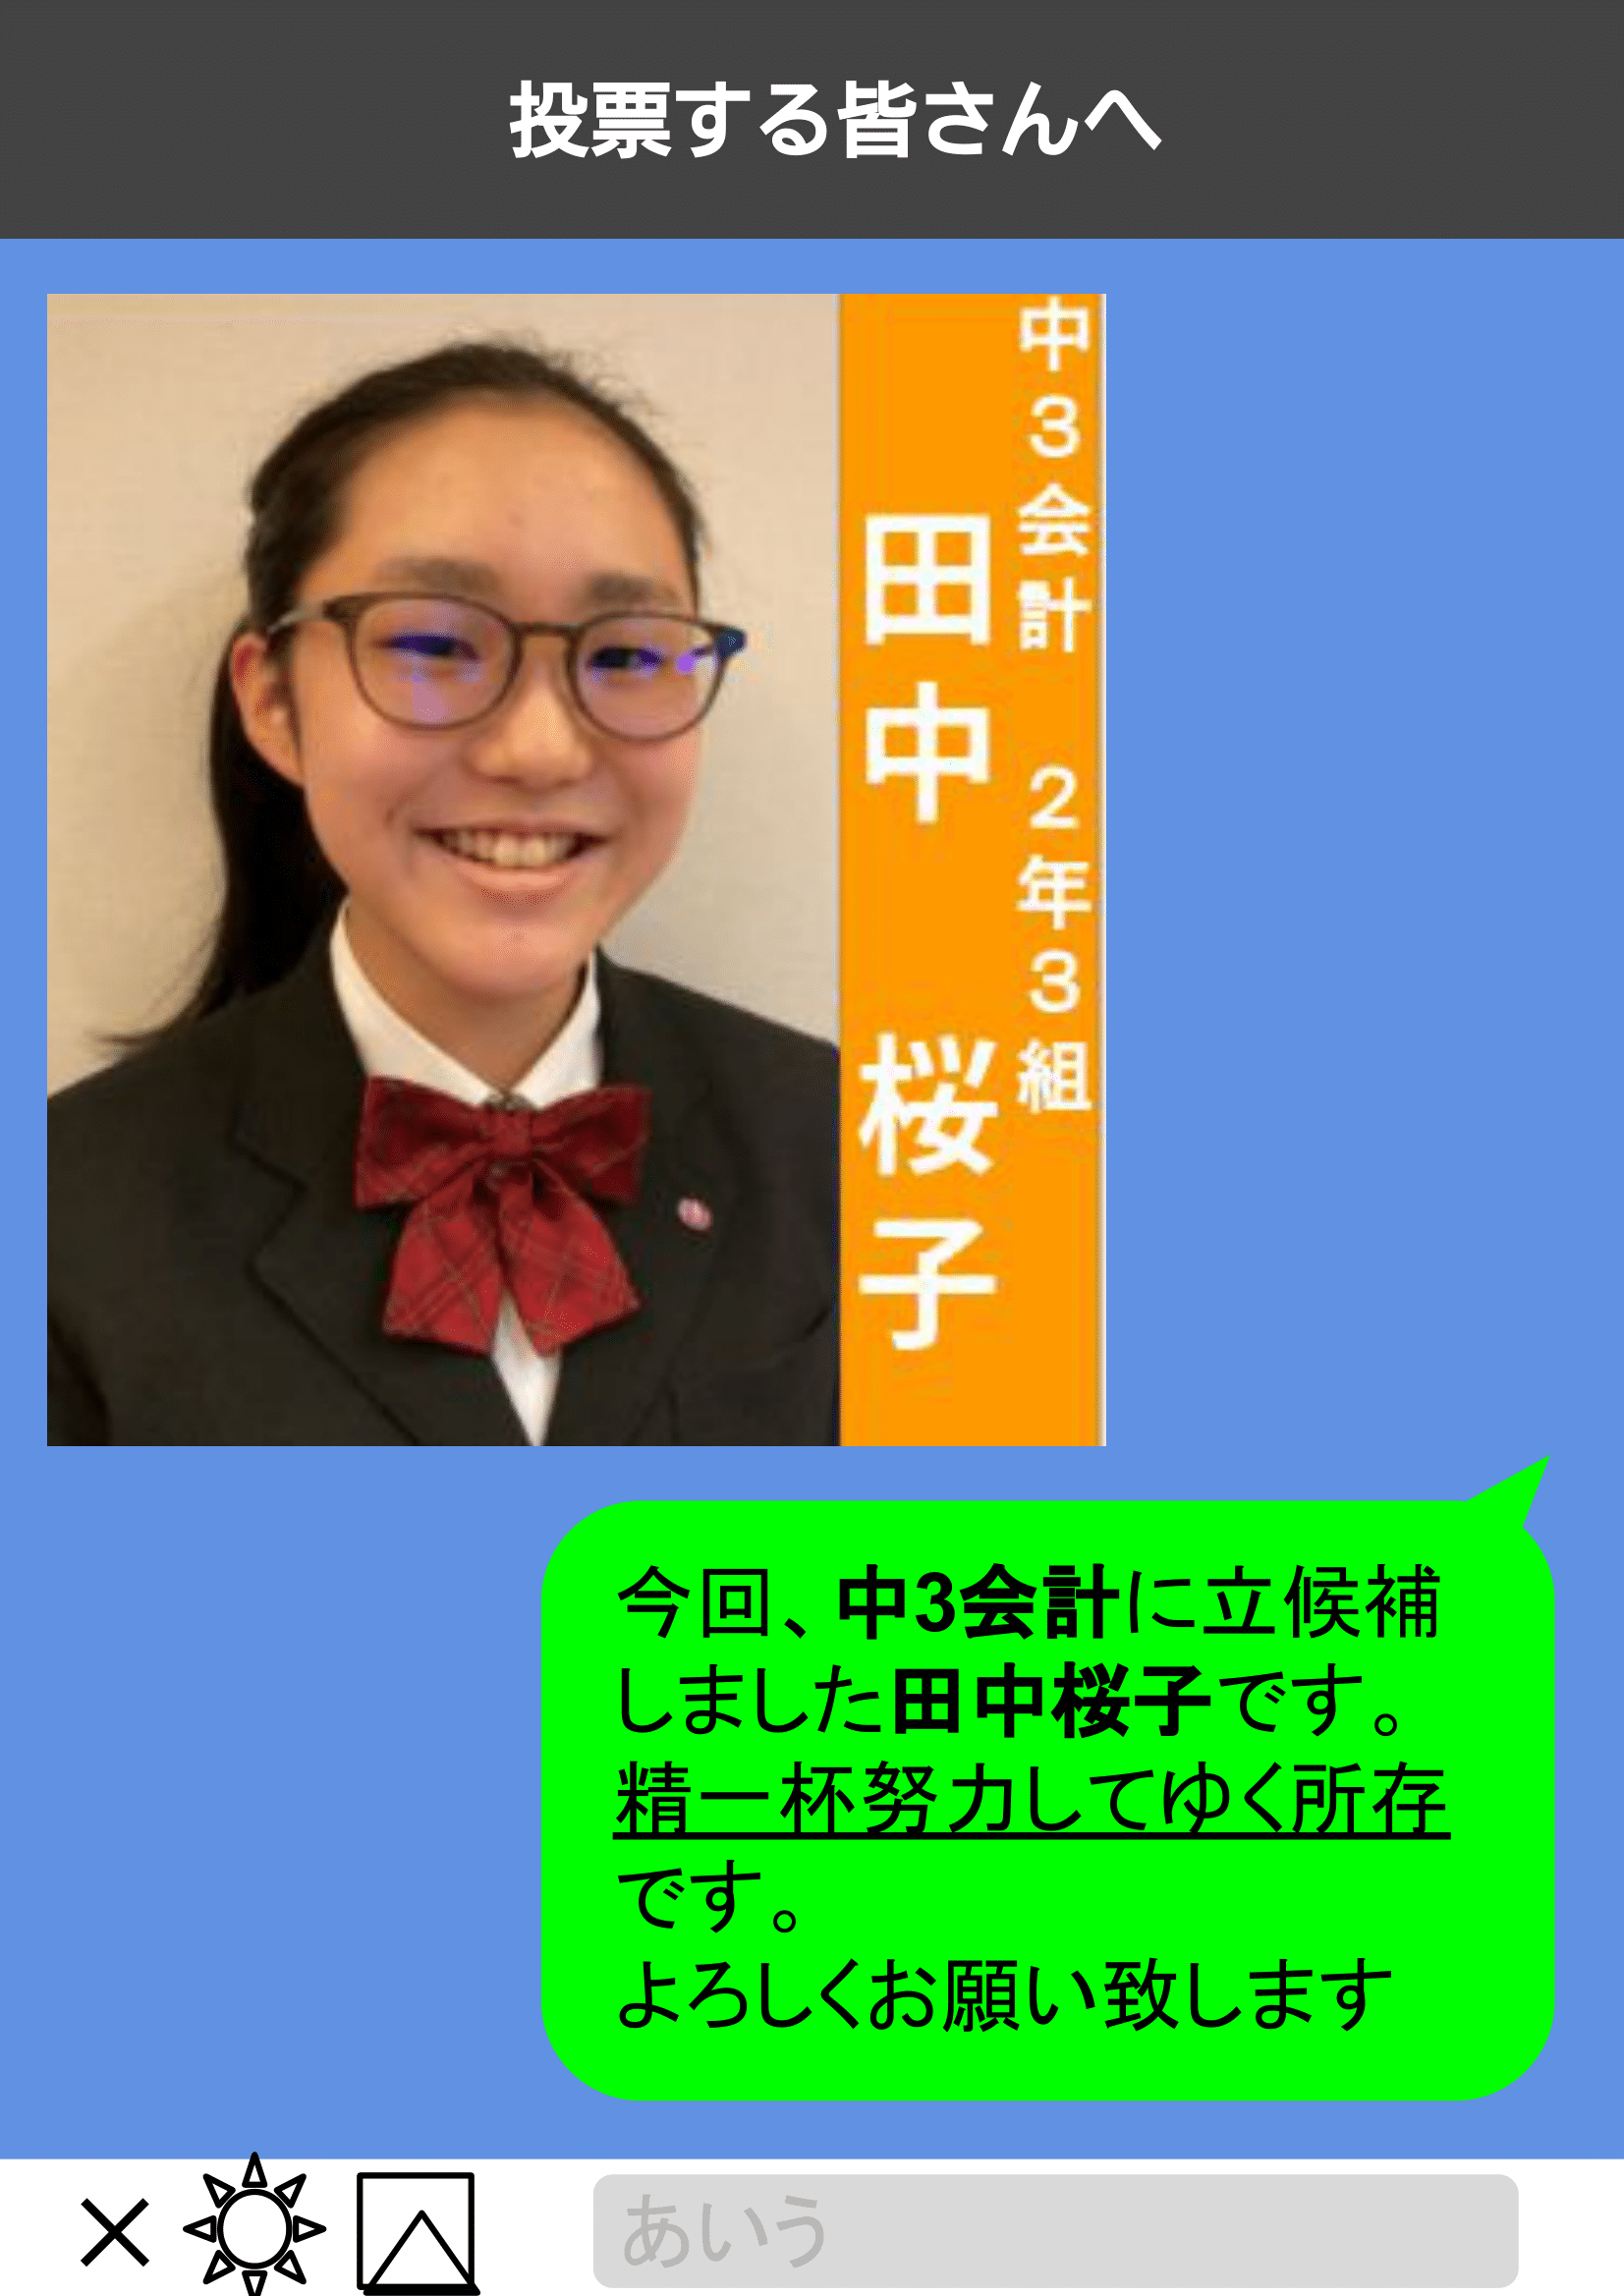 投票する皆さんへ
中3会計　2年3組
田中　桜子
今回、中3会計に立候補
しました田中桜子です。
精一杯努力してゆく所存
です。
よろしくお願い致します
あいう